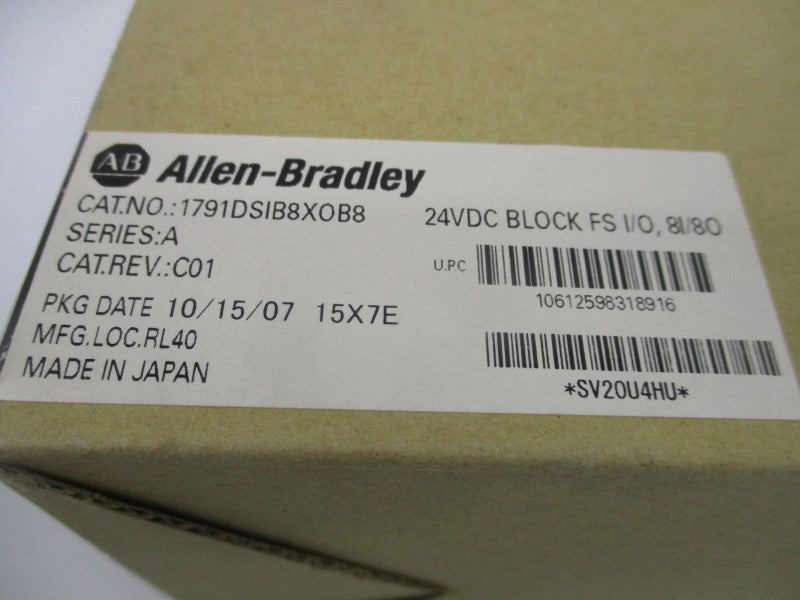 AB Allen-Bradley
CAT.NO.:1791DSIB8XOB8 24VDC BLOCK FS I/O, 8I/8O
SERIES:A
CAT.REV.:C01
U.PC
10612598318916
PKG DATE 10/15/07 15X7E
MFG.LOC.RL40
MADE IN JAPAN
*SV20U4HU*